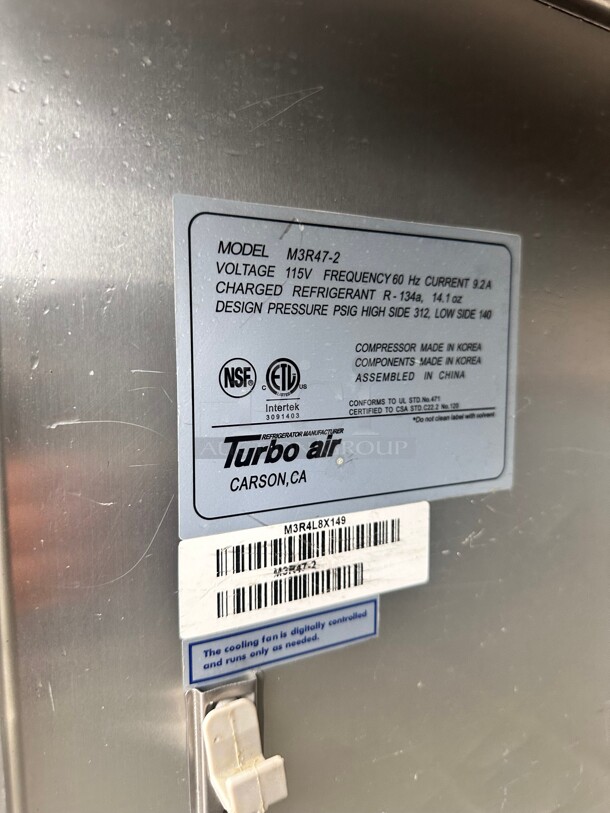 MODEL M3R47-2
VOLTAGE 115V FREQUENCY 60 Hz CURRENT 9.2A
CHARGED REFRIGERANT R-134a, 14.1 oz
DESIGN PRESSURE PSIG HIGH SIDE 312, LOW SIDE 140
COMPRESSOR MADE IN KOREA
COMPONENTS MADE IN KOREA
ASSEMBLED IN CHINA
NSF
C ETL US
Intertek
3091403
CONFORMS TO UL STD.No.471
CERTIFIED TO CSA STD.C22.2 No.120
*Do not clean label with solvent
REFRIGERATOR MANUFACTURER
Turbo air
GROUP
CARSON, CA
M3R4L8X149
M3R47-2
The cooling fan is digitally controlled
and runs only as needed.